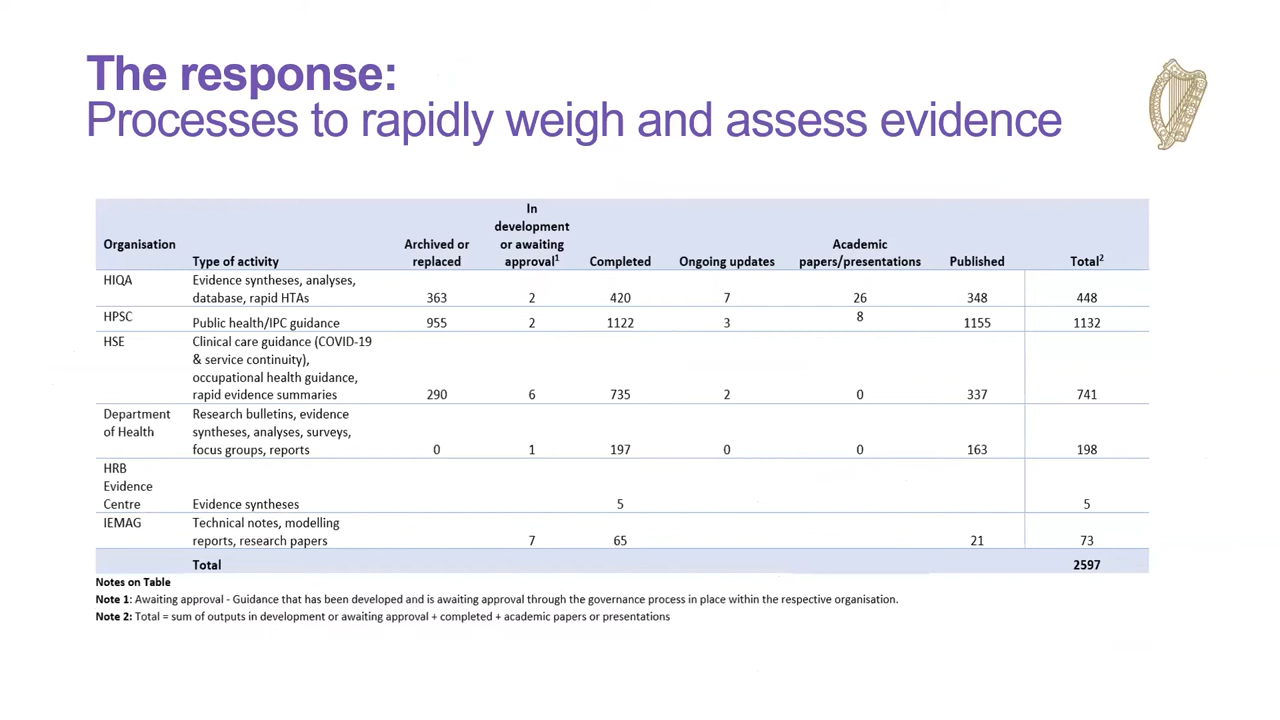 The response:
Processes to rapidly weigh and assess evidence
In
development
Organisation Archived or or awaiting Academic
Type of activity replaced approval1 Completed Ongoing updates papers/presentations Published Total2
HIQA Evidence syntheses, analyses,
database, rapid HTAs 363 2 420 7 26 348 448
HPSC Public health/IPC guidance 955 2 1122 3 8 1155 1132
HSE Clinical care guidance (COVID-19
& service continuity),
occupational health guidance,
rapid evidence summaries 290 6 735 2 0 337 741
Department Research bulletins, evidence
of Health syntheses, analyses, surveys,
focus groups, reports 0 1 197 0 0 163 198
HRB
Evidence
Centre Evidence syntheses 5 5
IEMAG Technical notes, modelling
reports, research papers 7 65 21 73
Total 2597
Notes on Table
Note 1: Awaiting approval - Guidance that has been developed and is awaiting approval through the governance process in place within the respective organisation.
Note 2: Total = sum of outputs in development or awaiting approval + completed + academic papers or presentations